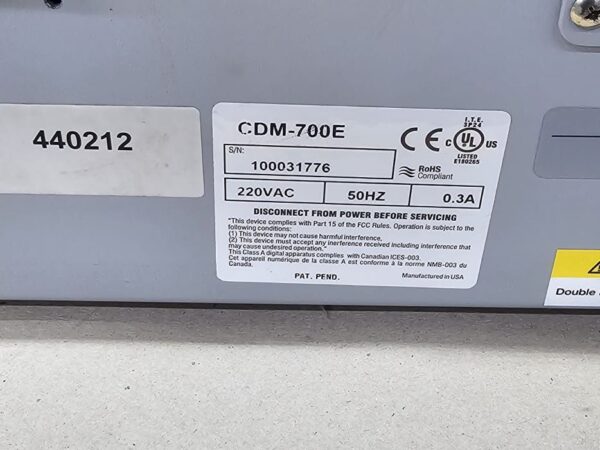 440212
CDM-700E
S/N:
100031776
220VAC 50HZ 0.3A
I.T.E.
3P24
CE c UL US
LISTED
E180265
RoHS
Compliant
DISCONNECT FROM POWER BEFORE SERVICING
"This device complies with Part 15 of the FCC Rules. Operation is subject to the
following conditions:
(1) This device may not cause harmful interference,
(2) This device must accept any interference received including interference that
may cause undesired operation."
This Class A digital apparatus complies with Canadian ICES-003.
Cet appareil numérique de la classe A est conforme à la norme NMB-003 du
Canada.
PAT. PEND. Manufactured in USA
Double